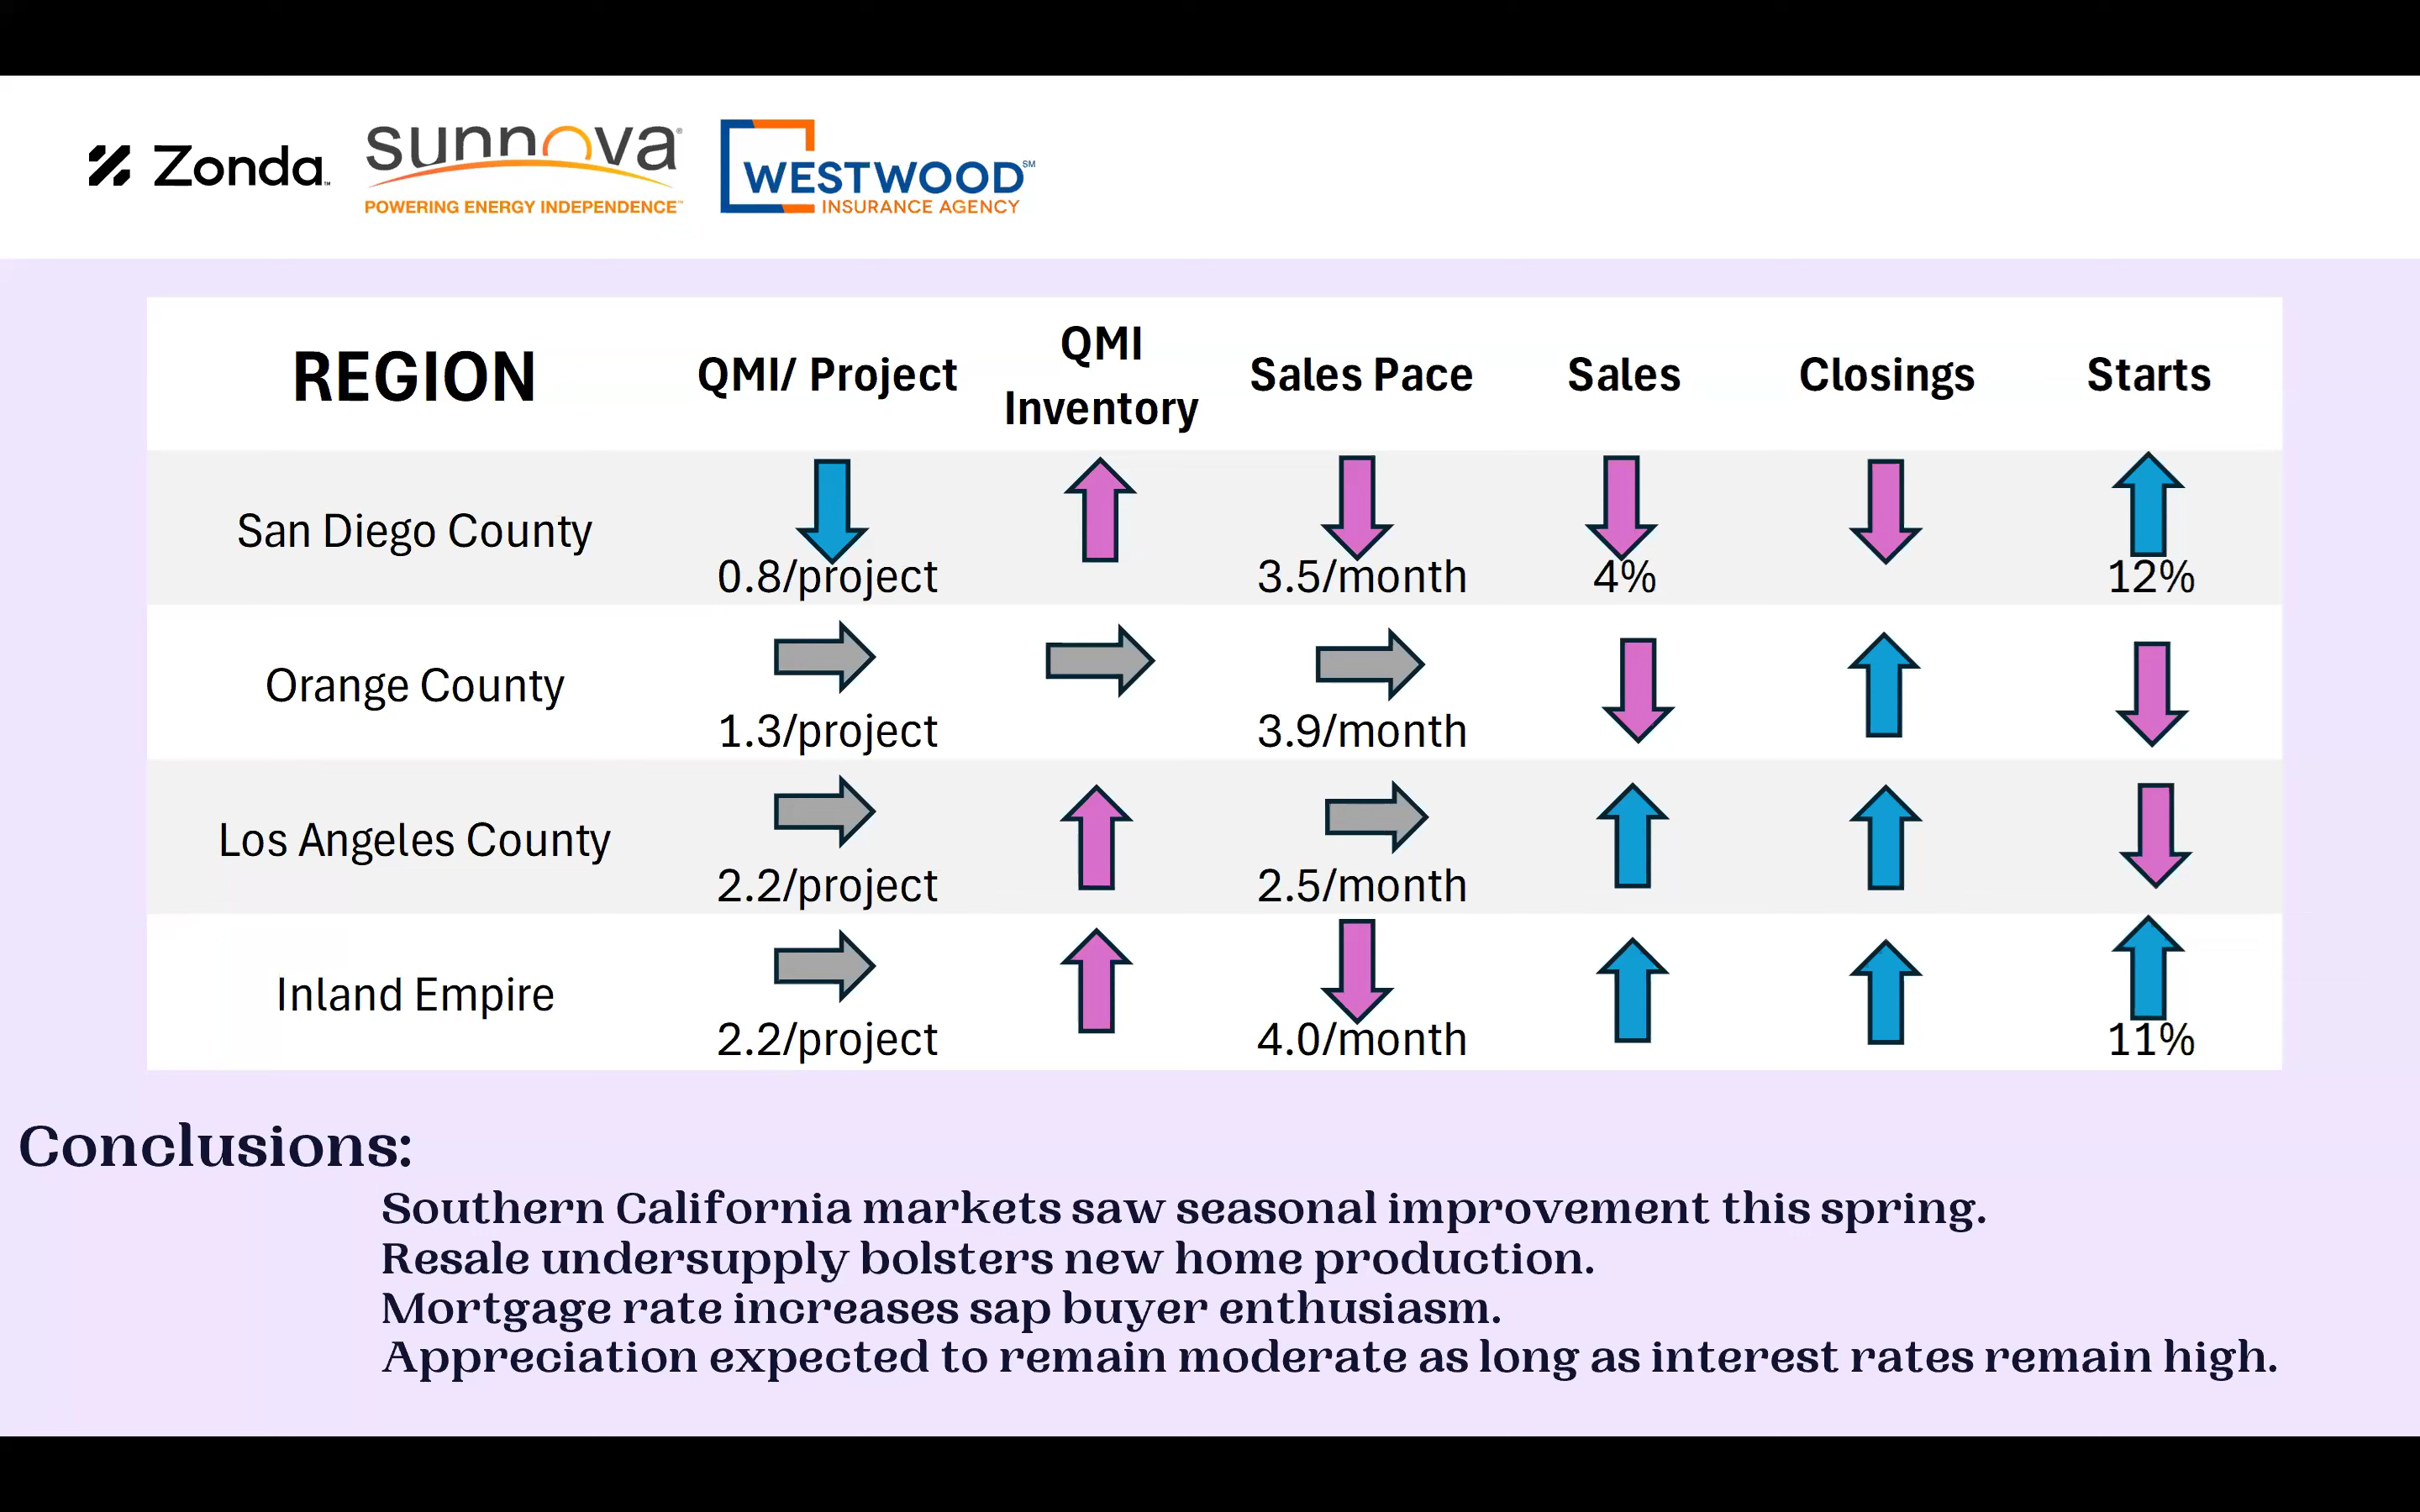 Zonda™
sunnova®
POWERING ENERGY INDEPENDENCE™
WESTWOOD℠
INSURANCE AGENCY
REGION QMI/ Project QMI Inventory Sales Pace Sales Closings Starts
San Diego County 0.8/project 3.5/month 4% 12%
Orange County 1.3/project 3.9/month
Los Angeles County 2.2/project 2.5/month
Inland Empire 2.2/project 4.0/month 11%
Conclusions:
Southern California markets saw seasonal improvement this spring.
Resale undersupply bolsters new home production.
Mortgage rate increases sap buyer enthusiasm.
Appreciation expected to remain moderate as long as interest rates remain high.